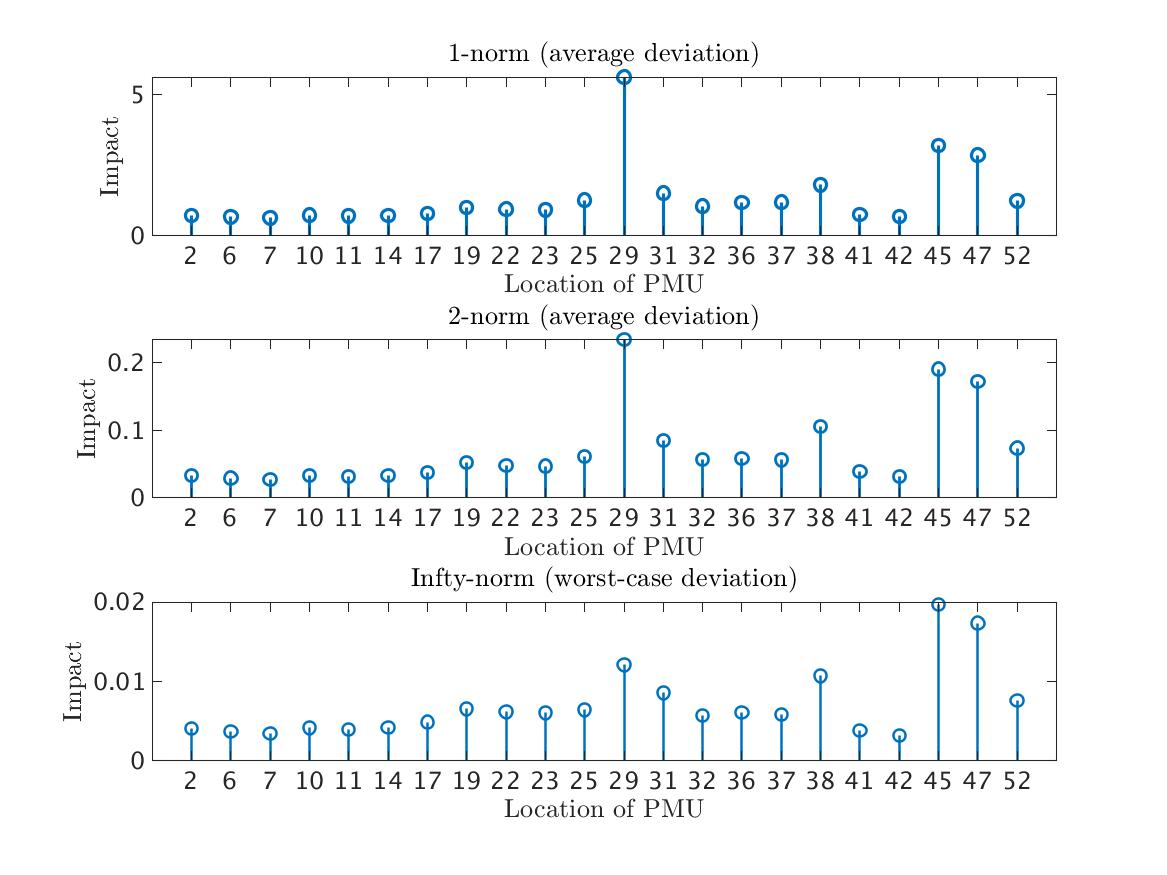 1-norm (average deviation)
5
0
Impact
2 6 7 10 11 14 17 19 22 23 25 29 31 32 36 37 38 41 42 45 47 52
Location of PMU
2-norm (average deviation)
0.2
0.1
0
Impact
2 6 7 10 11 14 17 19 22 23 25 29 31 32 36 37 38 41 42 45 47 52
Location of PMU
Infty-norm (worst-case deviation)
0.02
0.01
0
Impact
2 6 7 10 11 14 17 19 22 23 25 29 31 32 36 37 38 41 42 45 47 52
Location of PMU